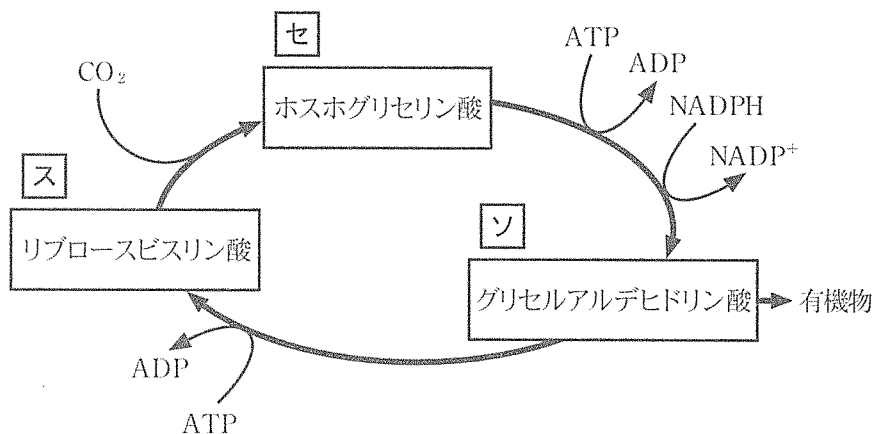 セ
ATP
ADP
CO₂
ホスホグリセリン酸
NADPH
NADP⁺
ス
ソ
リブロースビスリン酸
グリセルアルデヒドリン酸
有機物
ADP
ATP